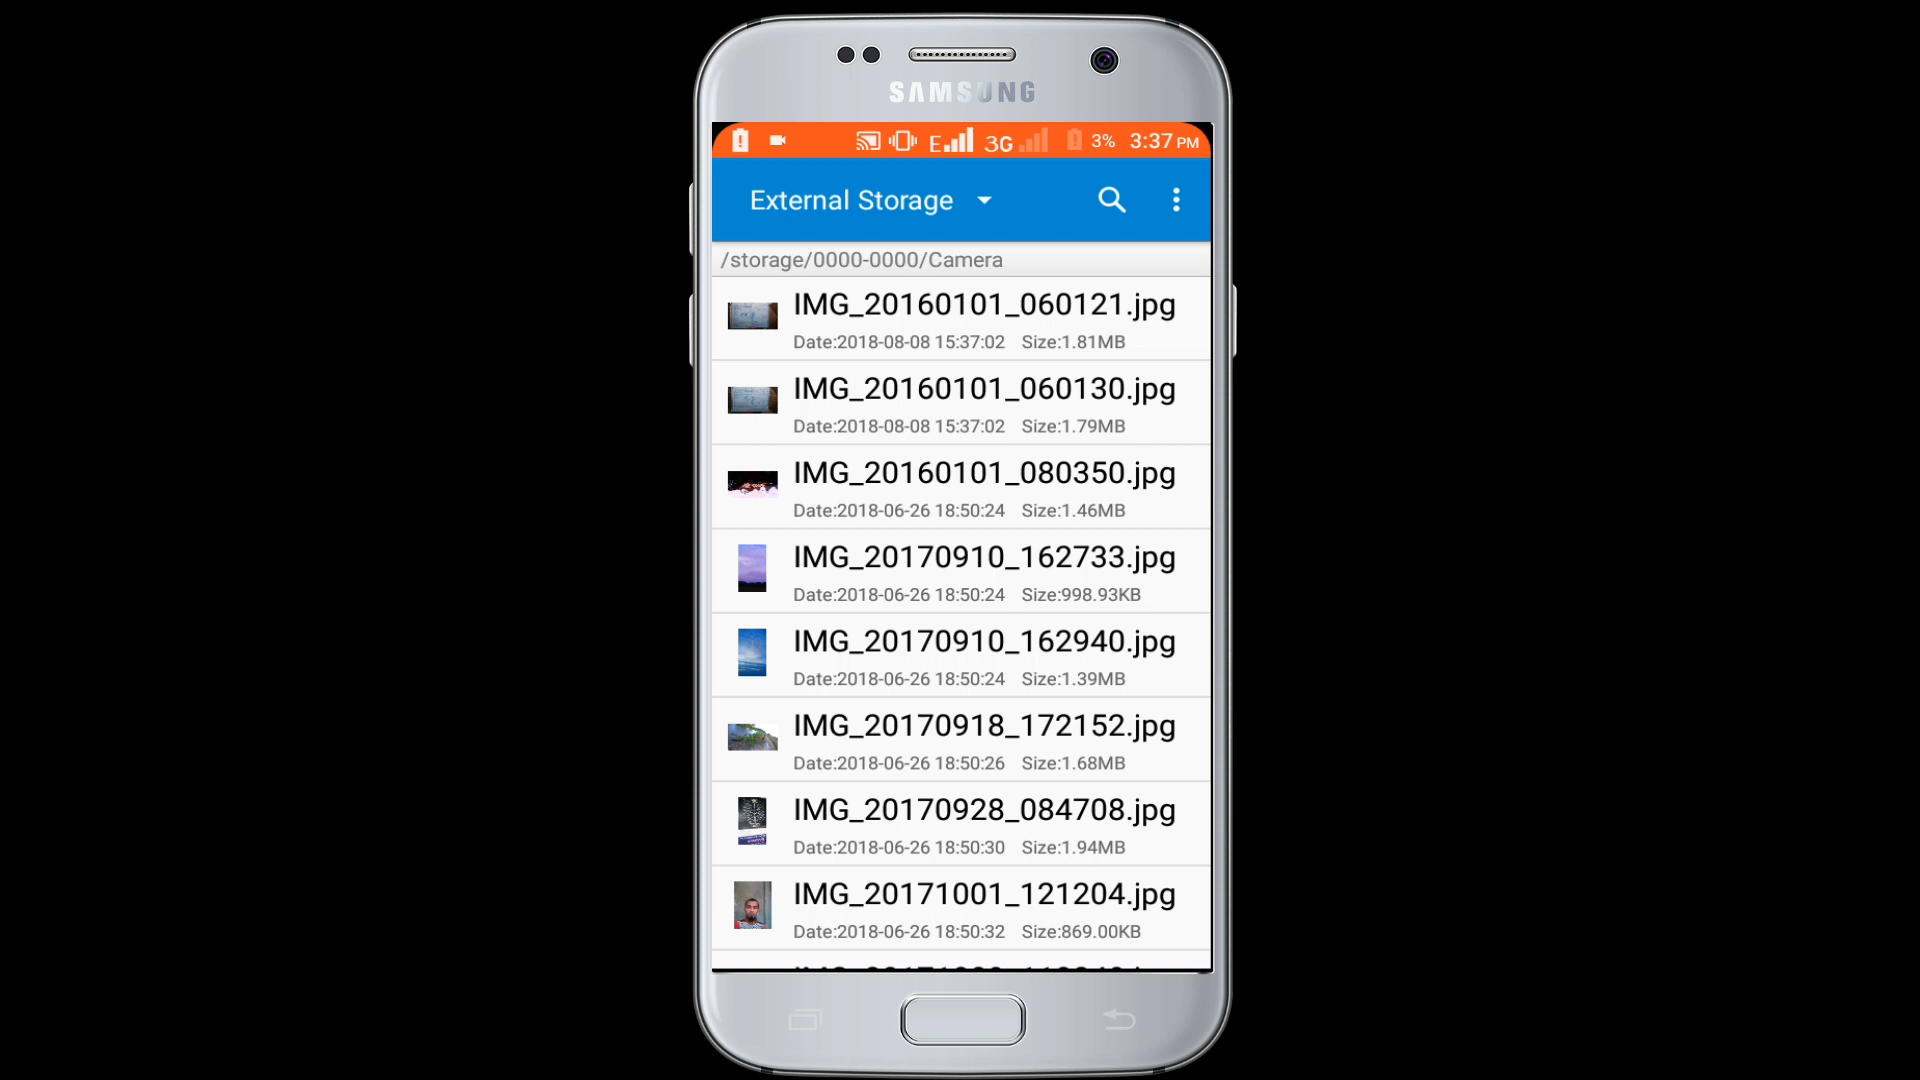 SAMSUNG
E 3G 3% 3:37 PM
External Storage
/storage/0000-0000/Camera
IMG_20160101_060121.jpg
Date:2018-08-08 15:37:02 Size:1.81MB
IMG_20160101_060130.jpg
Date:2018-08-08 15:37:02 Size:1.79MB
IMG_20160101_080350.jpg
Date:2018-06-26 18:50:24 Size:1.46MB
IMG_20170910_162733.jpg
Date:2018-06-26 18:50:24 Size:998.93KB
IMG_20170910_162940.jpg
Date:2018-06-26 18:50:24 Size:1.39MB
IMG_20170918_172152.jpg
Date:2018-06-26 18:50:26 Size:1.68MB
IMG_20170928_084708.jpg
Date:2018-06-26 18:50:30 Size:1.94MB
IMG_20171001_121204.jpg
Date:2018-06-26 18:50:32 Size:869.00KB